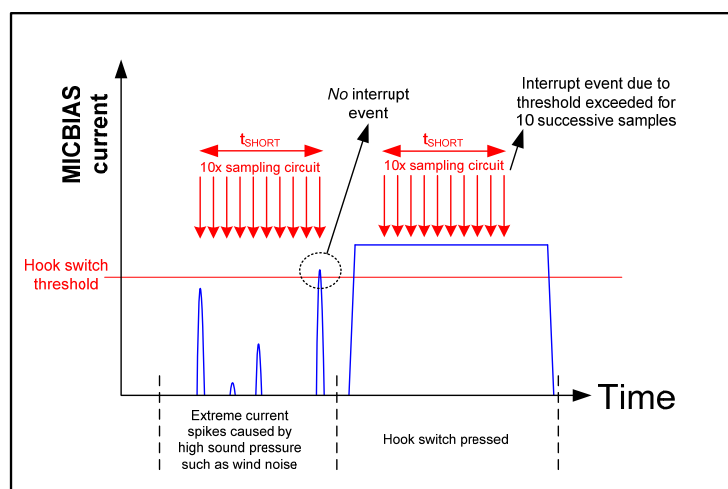 MICBIAS
current
No interrupt
event
Interrupt event due to
threshold exceeded for
10 successive samples
tSHORT
10x sampling circuit
tSHORT
10x sampling circuit
Hook switch
threshold
Time
Extreme current
spikes caused by
high sound pressure
such as wind noise
Hook switch pressed